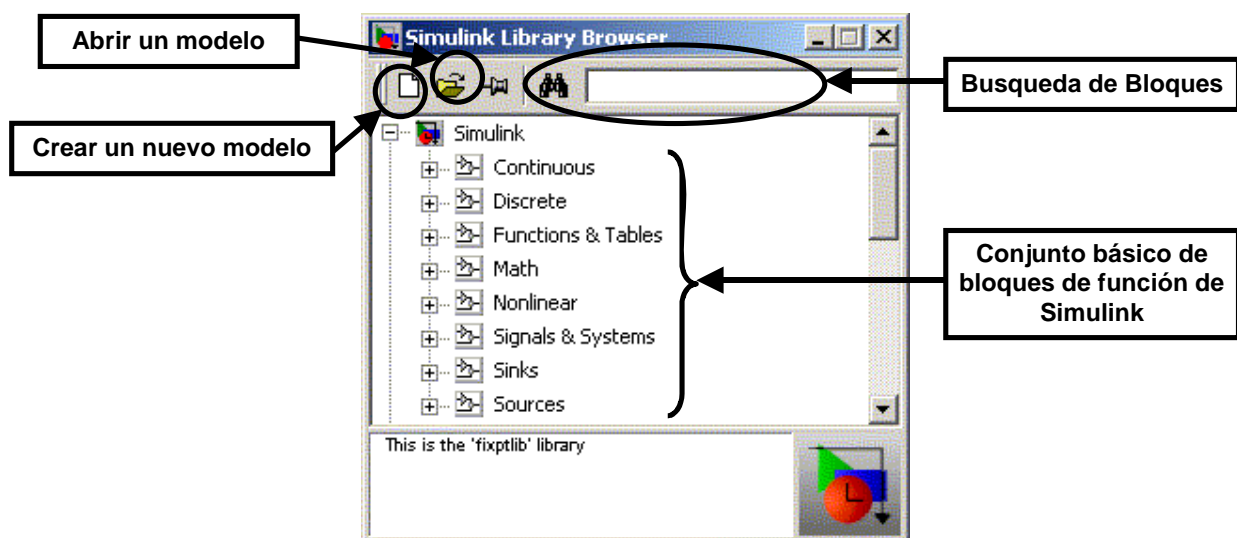 Abrir un modelo
Simulink Library Browser
Busqueda de Bloques
Crear un nuevo modelo
Simulink
Continuous
Discrete
Functions & Tables
Math
Nonlinear
Signals & Systems
Sinks
Sources
Conjunto básico de
bloques de función de
Simulink
This is the 'fixptlib' library